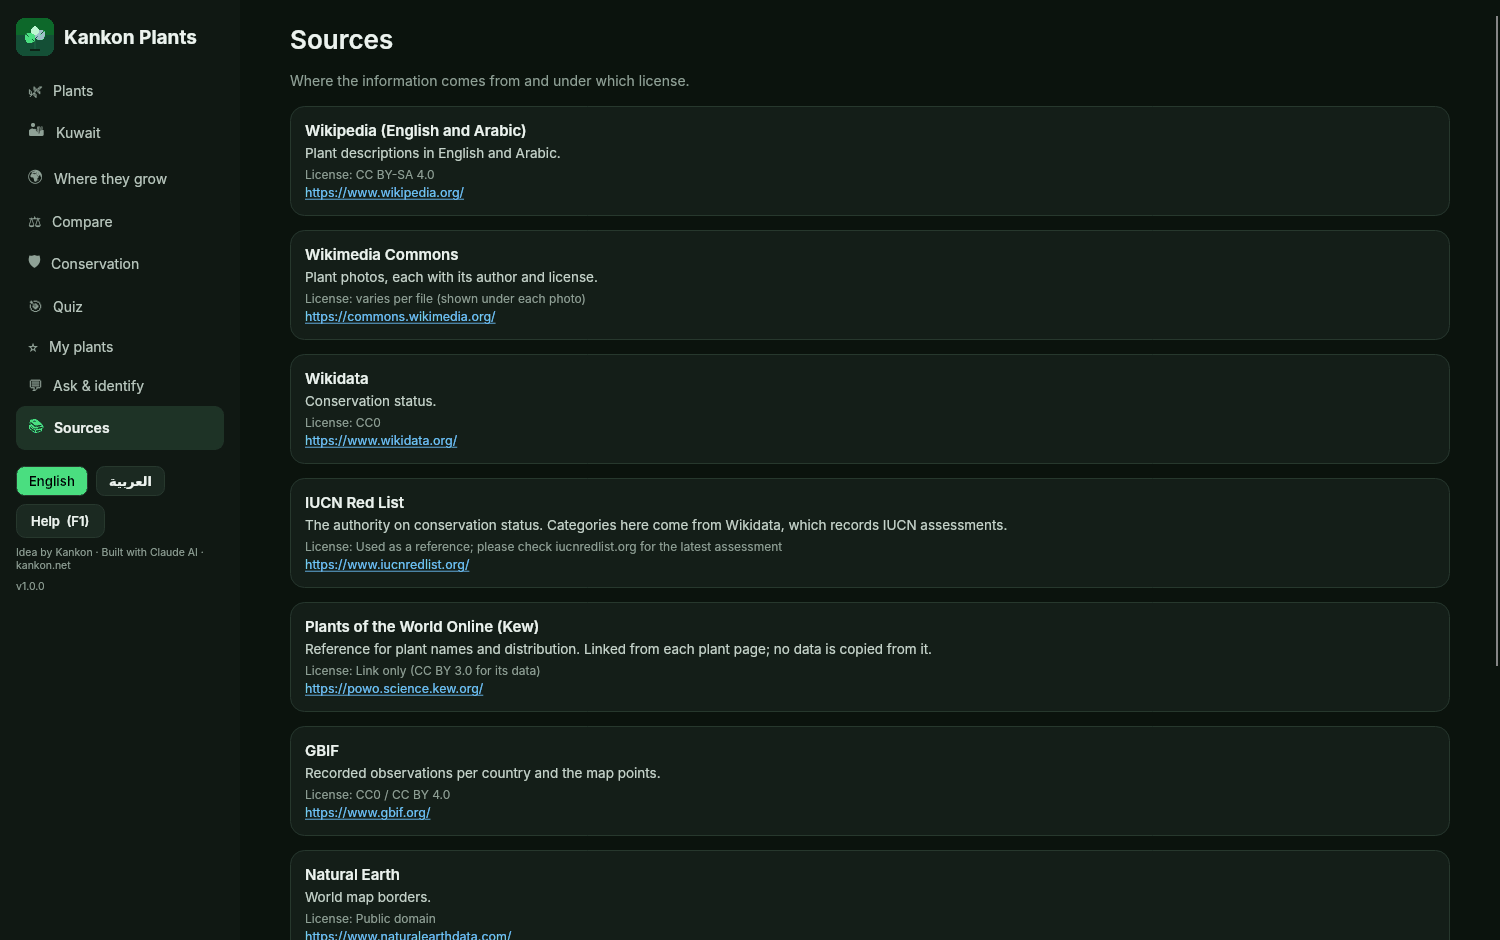 Kankon Plants
Plants
Kuwait
Where they grow
Compare
Conservation
Quiz
My plants
Ask & identify
Sources
English
العربية
Help (F1)
Idea by Kankon · Built with Claude AI ·
kankon.net
v1.0.0
Sources
Where the information comes from and under which license.
Wikipedia (English and Arabic)
Plant descriptions in English and Arabic.
License: CC BY-SA 4.0
https://www.wikipedia.org/
Wikimedia Commons
Plant photos, each with its author and license.
License: varies per file (shown under each photo)
https://commons.wikimedia.org/
Wikidata
Conservation status.
License: CC0
https://www.wikidata.org/
IUCN Red List
The authority on conservation status. Categories here come from Wikidata, which records IUCN assessments.
License: Used as a reference; please check iucnredlist.org for the latest assessment
https://www.iucnredlist.org/
Plants of the World Online (Kew)
Reference for plant names and distribution. Linked from each plant page; no data is copied from it.
License: Link only (CC BY 3.0 for its data)
https://powo.science.kew.org/
GBIF
Recorded observations per country and the map points.
License: CC0 / CC BY 4.0
https://www.gbif.org/
Natural Earth
World map borders.
License: Public domain
https://www.naturalearthdata.com/